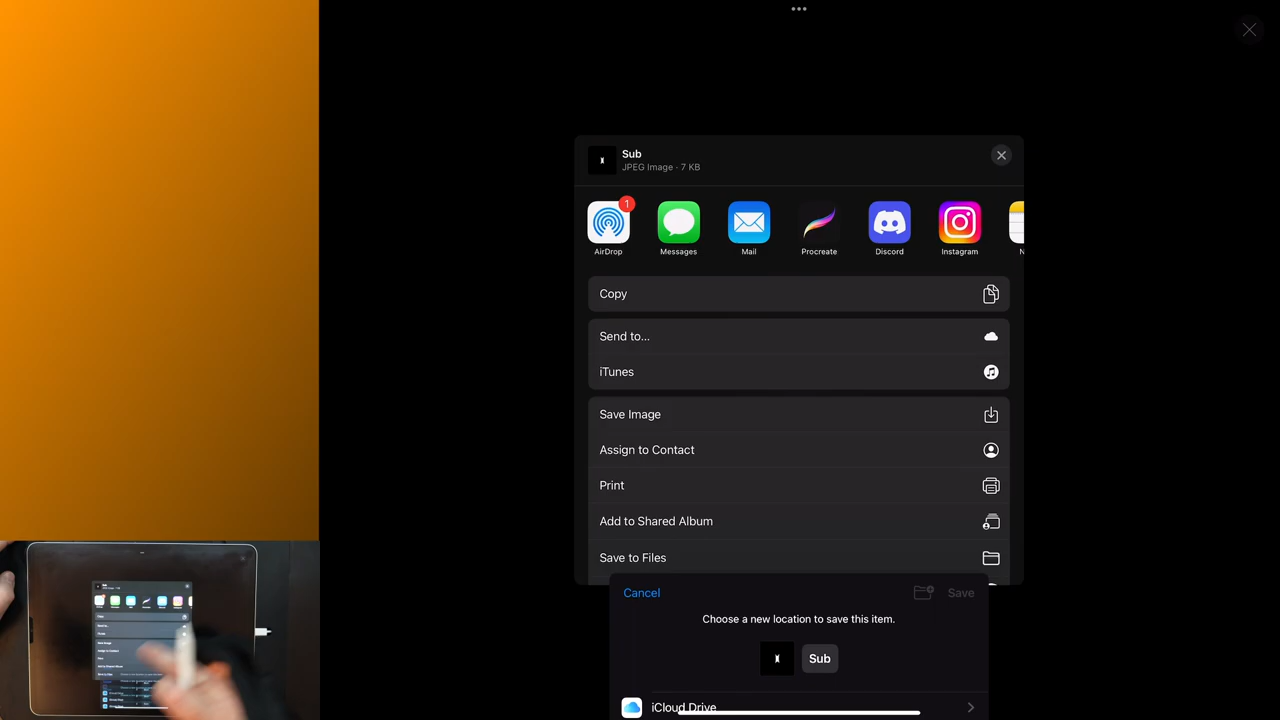 Sub
JPEG Image · 7 KB
1
AirDrop
Messages
Mail
Procreate
Discord
Instagram
N
Copy
Send to...
iTunes
Save Image
Assign to Contact
Print
Add to Shared Album
Save to Files
Cancel
Save
Choose a new location to save this item.
Sub
iCloud Drive